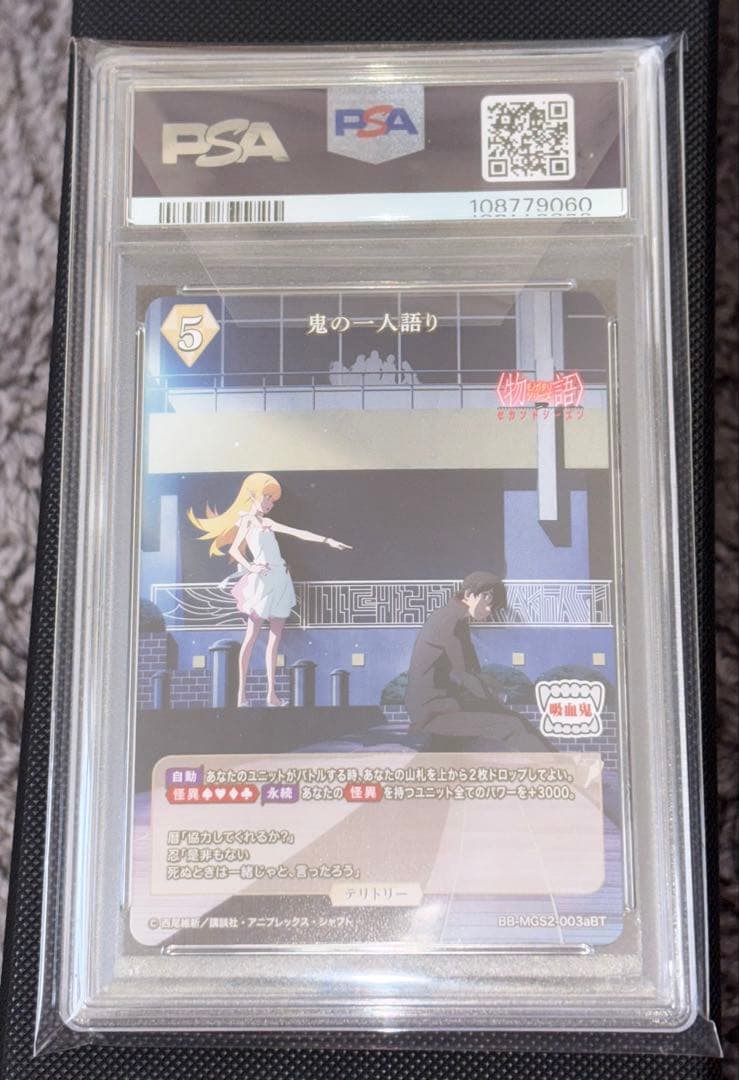 PSA
PSA
108779060
5
鬼の一人語り
物語
セカンドシーズン
吸血鬼
自動 あなたのユニットがバトルする時、あなたの山札を上から2枚ドロップしてよい。
怪異♠♥♦♣ 永続 あなたの 怪異 を持つユニット全てのパワーを+3000。
暦「協力してくれるか?」
忍「是非もない
死ぬときは一緒じゃと、言ったろう」
テリトリー
© 西尾維新/講談社・アニプレックス・シャフト
BB-MGS2-003aBT